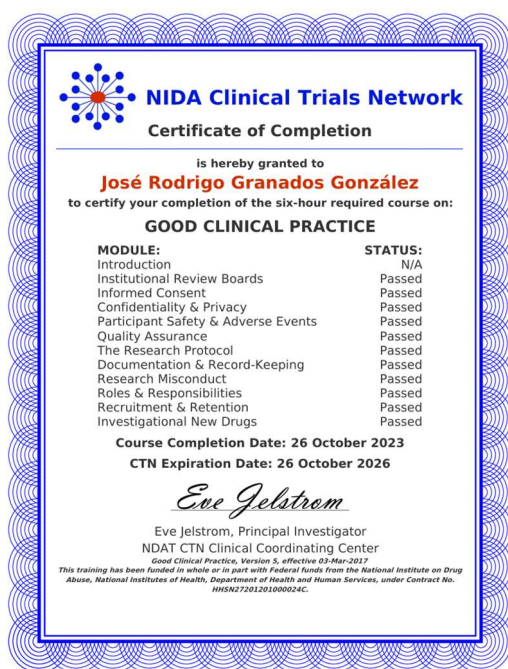 NIDA Clinical Trials Network
Certificate of Completion
is hereby granted to
José Rodrigo Granados González
to certify your completion of the six-hour required course on:
GOOD CLINICAL PRACTICE
MODULE: STATUS:
Introduction N/A
Institutional Review Boards Passed
Informed Consent Passed
Confidentiality & Privacy Passed
Participant Safety & Adverse Events Passed
Quality Assurance Passed
The Research Protocol Passed
Documentation & Record-Keeping Passed
Research Misconduct Passed
Roles & Responsibilities Passed
Recruitment & Retention Passed
Investigational New Drugs Passed
Course Completion Date: 26 October 2023
CTN Expiration Date: 26 October 2026
Eve Jelstrom
Eve Jelstrom, Principal Investigator
NDAT CTN Clinical Coordinating Center
Good Clinical Practice, Version 5, effective 03-Mar-2017
This training has been funded in whole or in part with Federal funds from the National Institute on Drug
Abuse, National Institutes of Health, Department of Health and Human Services, under Contract No.
HHSN27201201000024C.